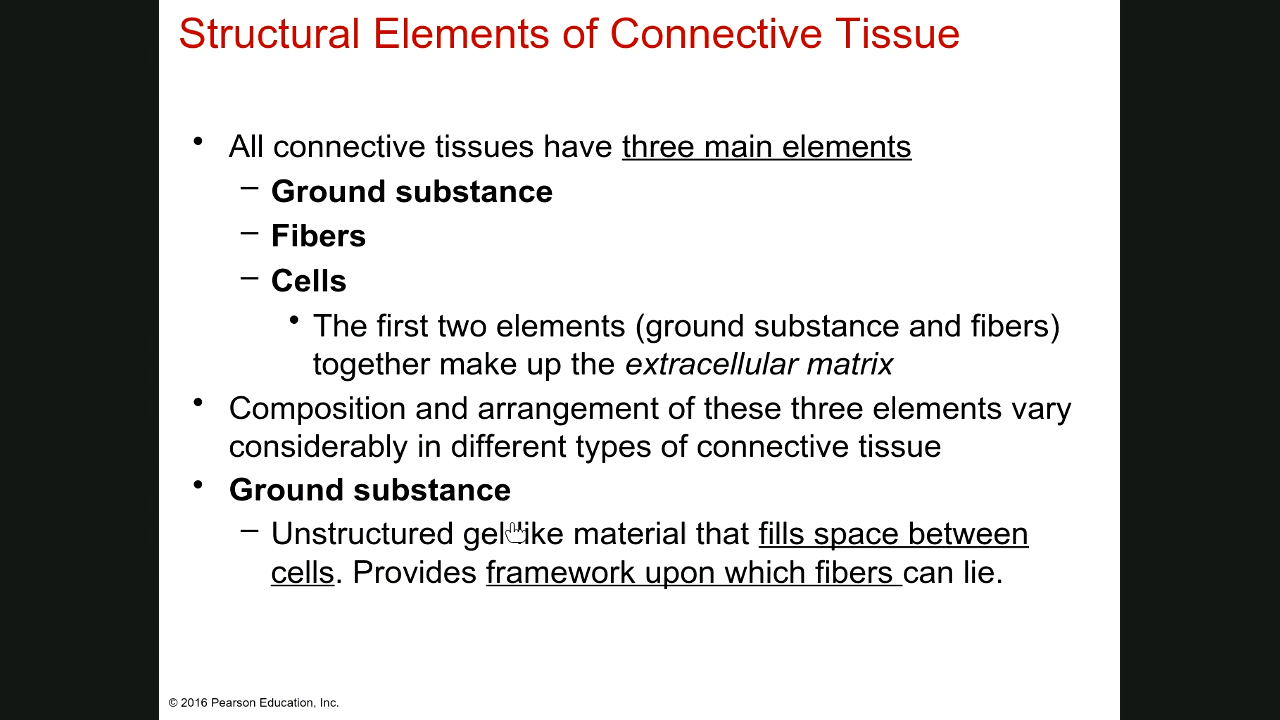 Structural Elements of Connective Tissue
• All connective tissues have three main elements
– Ground substance
– Fibers
– Cells
• The first two elements (ground substance and fibers)
together make up the extracellular matrix
• Composition and arrangement of these three elements vary
considerably in different types of connective tissue
• Ground substance
– Unstructured gel-like material that fills space between
cells. Provides framework upon which fibers can lie.
© 2016 Pearson Education, Inc.